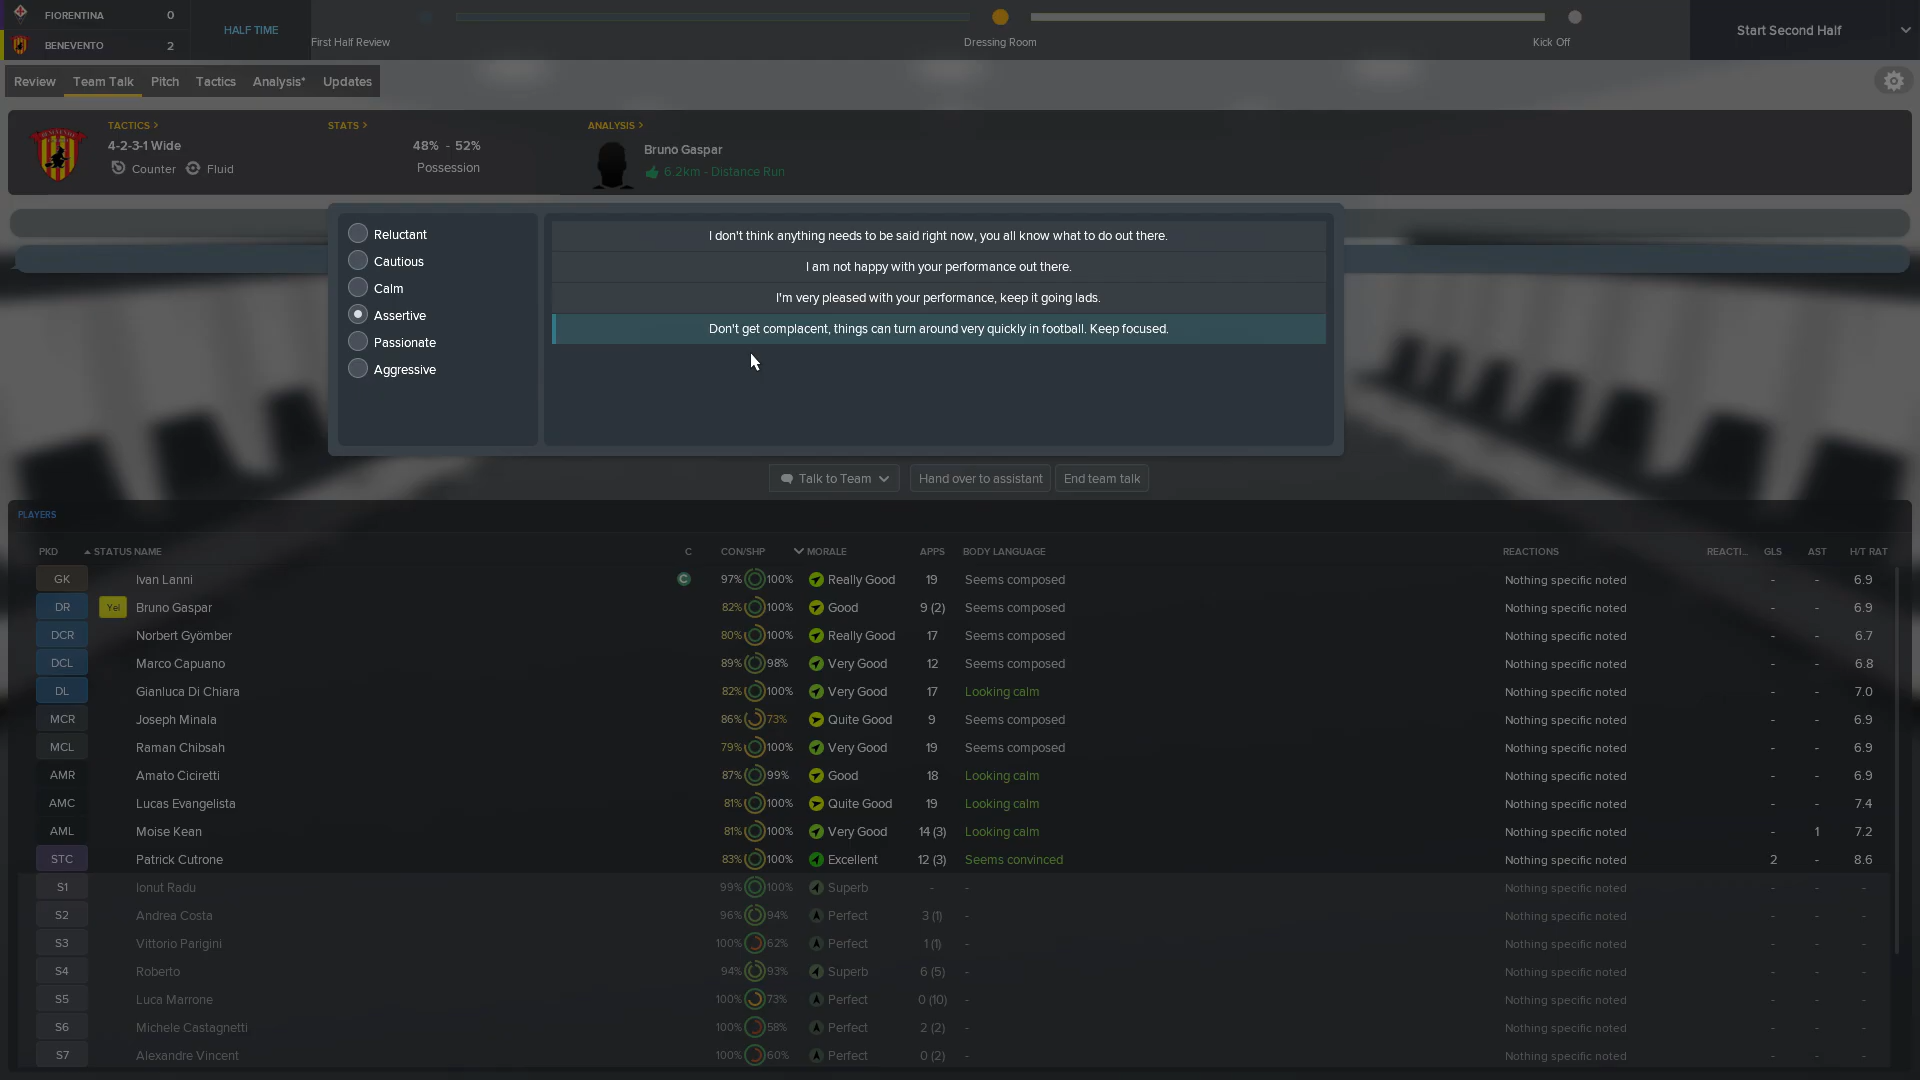 FIORENTINA 0
BENEVENTO 2
HALF TIME
First Half Review
Dressing Room
Kick Off
Start Second Half
Review Team Talk Pitch Tactics Analysis* Updates
TACTICS >
4-2-3-1 Wide
Counter Fluid
STATS >
48% - 52%
Possession
ANALYSIS >
Bruno Gaspar
6.2km - Distance Run
Reluctant
Cautious
Calm
Assertive
Passionate
Aggressive
I don't think anything needs to be said right now, you all know what to do out there.
I am not happy with your performance out there.
I'm very pleased with your performance, keep it going lads.
Don't get complacent, things can turn around very quickly in football. Keep focused.
Talk to Team Hand over to assistant End team talk
PLAYERS
PKD STATUS NAME C CON/SHP MORALE APPS BODY LANGUAGE REACTIONS REACTI... GLS AST H/T RAT
GK Ivan Lanni C 97% 100% Really Good 19 Seems composed Nothing specific noted - - 6.9
DR Yel Bruno Gaspar 82% 100% Good 9 (2) Seems composed Nothing specific noted - - 6.9
DCR Norbert Gyömber 80% 100% Really Good 17 Seems composed Nothing specific noted - - 6.7
DCL Marco Capuano 89% 98% Very Good 12 Seems composed Nothing specific noted - - 6.8
DL Gianluca Di Chiara 82% 100% Very Good 17 Looking calm Nothing specific noted - - 7.0
MCR Joseph Minala 86% 73% Quite Good 9 Seems composed Nothing specific noted - - 6.9
MCL Raman Chibsah 79% 100% Very Good 19 Seems composed Nothing specific noted - - 6.9
AMR Amato Ciciretti 87% 99% Good 18 Looking calm Nothing specific noted - - 6.9
AMC Lucas Evangelista 81% 100% Quite Good 19 Looking calm Nothing specific noted - - 7.4
AML Moise Kean 81% 100% Very Good 14 (3) Looking calm Nothing specific noted - 1 7.2
STC Patrick Cutrone 83% 100% Excellent 12 (3) Seems convinced Nothing specific noted 2 - 8.6
S1 Ionut Radu 99% 100% Superb - - Nothing specific noted - - -
S2 Andrea Costa 96% 94% Perfect 3 (1) - Nothing specific noted - - -
S3 Vittorio Parigini 100% 62% Perfect 1 (1) - Nothing specific noted - - -
S4 Roberto 94% 93% Superb 6 (5) - Nothing specific noted - - -
S5 Luca Marrone 100% 73% Perfect 0 (10) - Nothing specific noted - - -
S6 Michele Castagnetti 100% 58% Perfect 2 (2) - Nothing specific noted - - -
S7 Alexandre Vincent 100% 60% Perfect 0 (2) - Nothing specific noted - - -